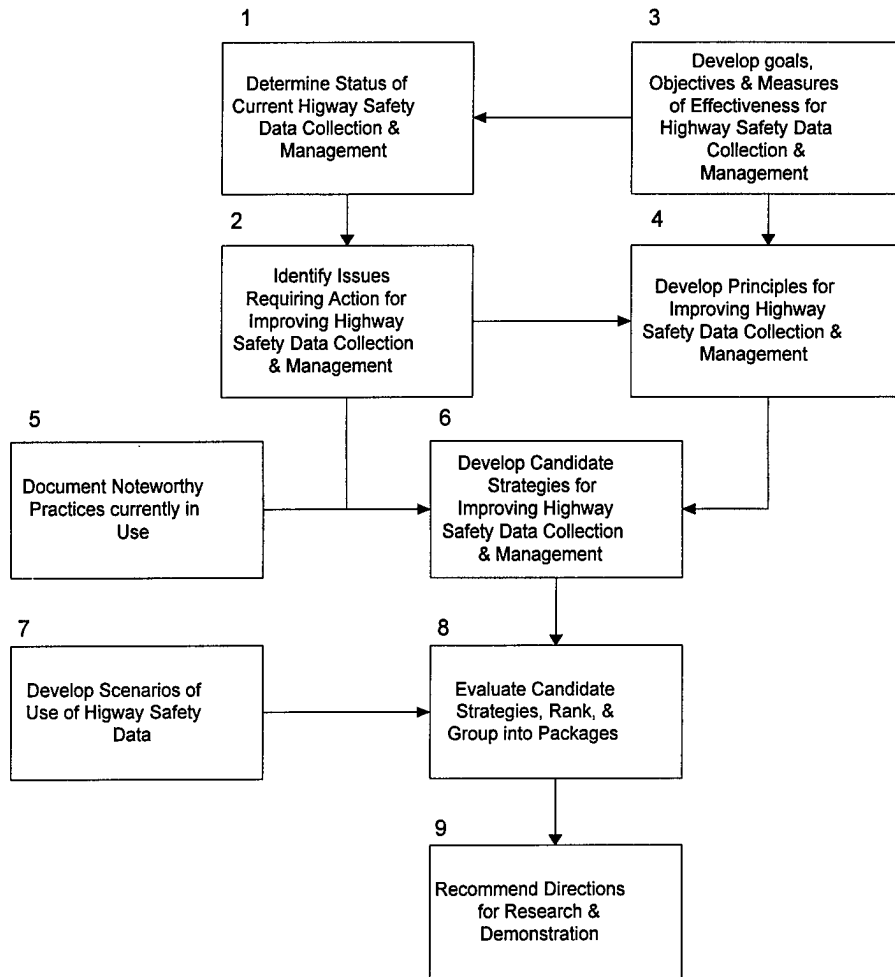 1
Determine Status of
Current Higway Safety
Data Collection &
Management
3
Develop goals,
Objectives & Measures
of Effectiveness for
Highway Safety Data
Collection &
Management
2
Identify Issues
Requiring Action for
Improving Highway
Safety Data Collection
& Management
4
Develop Principles for
Improving Highway
Safety Data Collection &
Management
5
Document Noteworthy
Practices currently in
Use
6
Develop Candidate
Strategies for
Improving Highway
Safety Data Collection
& Management
7
Develop Scenarios of
Use of Higway Safety
Data
8
Evaluate Candidate
Strategies, Rank, &
Group into Packages
9
Recommend Directions
for Research &
Demonstration